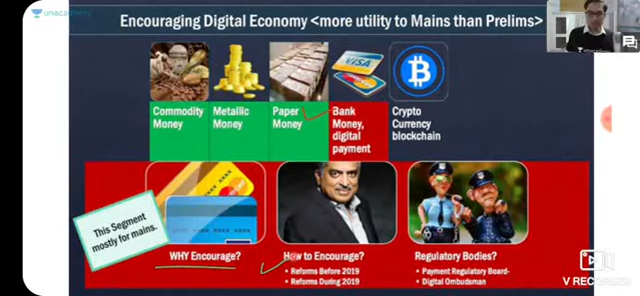 unacademy
Encouraging Digital Economy <more utility to Mains than Prelims>
VISA
Commodity
Money
Metallic
Money
Paper
Money
Bank
Money,
digital
payment
Crypto
Currency
blockchain
This Segment
mostly for mains.
WHY Encourage?
How to Encourage?
• Reforms Before 2019
• Reforms During 2019
Regulatory Bodies?
• Payment Regulatory Board-
• Digital Ombudsman